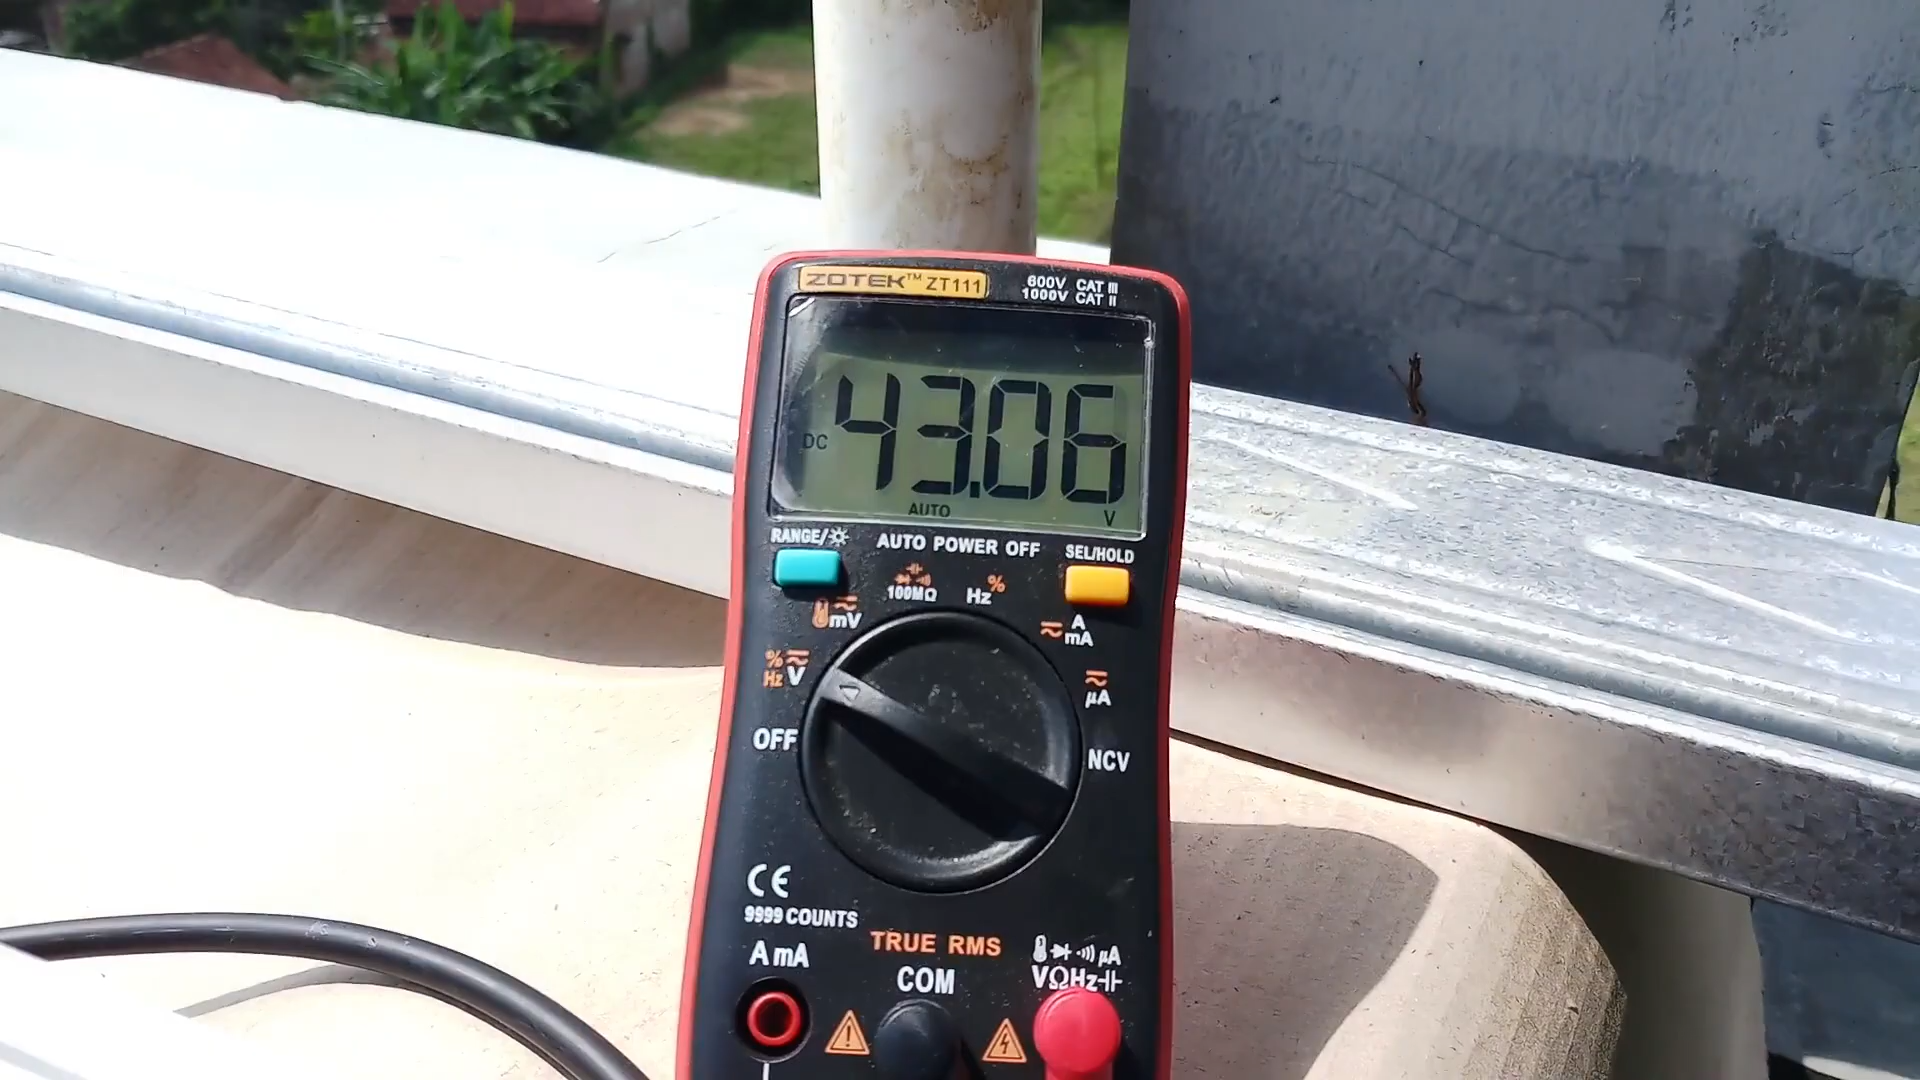 ZOTEK™ ZT111
600V CAT III
1000V CAT II
DC 43.06
AUTO V
RANGE/
AUTO POWER OFF
SEL/HOLD
100MΩ
Hz %
mV
A
mA
% Hz V
µA
OFF
NCV
CE
9999 COUNTS
TRUE RMS
A mA
COM
µA
VΩHz